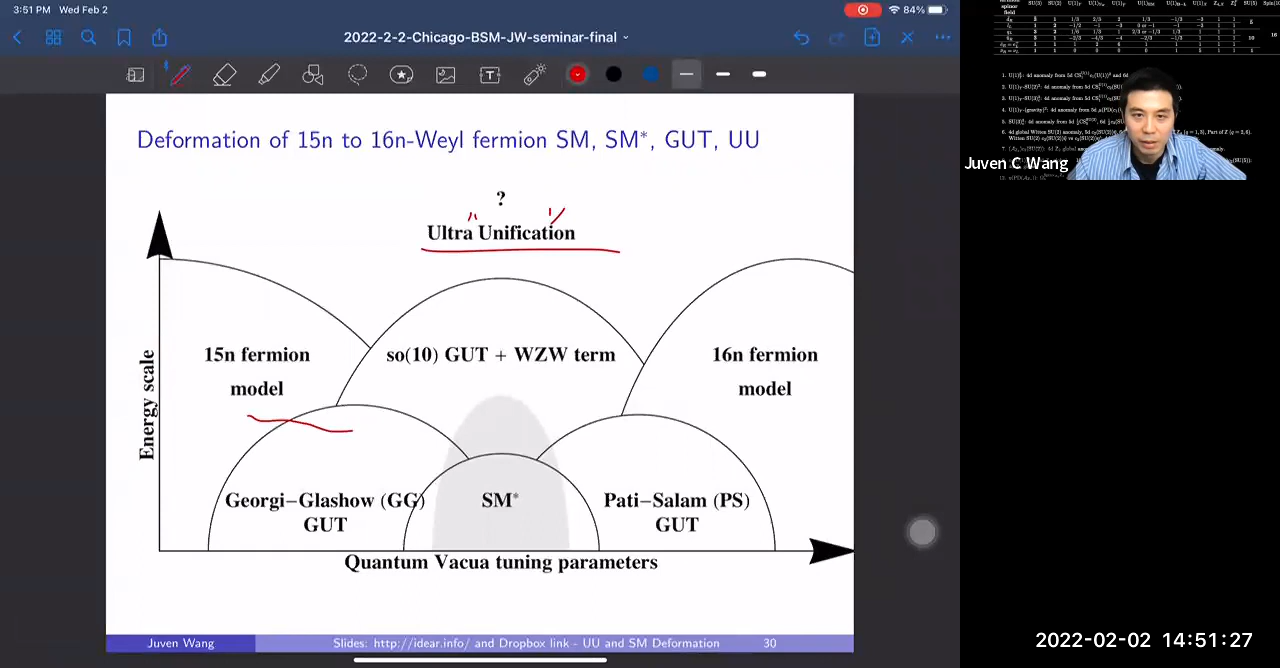 3:51 PM Wed Feb 2
84%
2022-2-2-Chicago-BSM-JW-seminar-final
Deformation of 15n to 16n-Weyl fermion SM, SM*, GUT, UU
?
Ultra Unification
15n fermion
model
so(10) GUT + WZW term
16n fermion
model
Energy scale
Georgi−Glashow (GG)
GUT
SM*
Pati−Salam (PS)
GUT
Quantum Vacua tuning parameters
Juven Wang
Slides: http://idear.info/ and Dropbox link-- UU and SM Deformation
30
Juven C Wang
2022-02-02 14:51:27